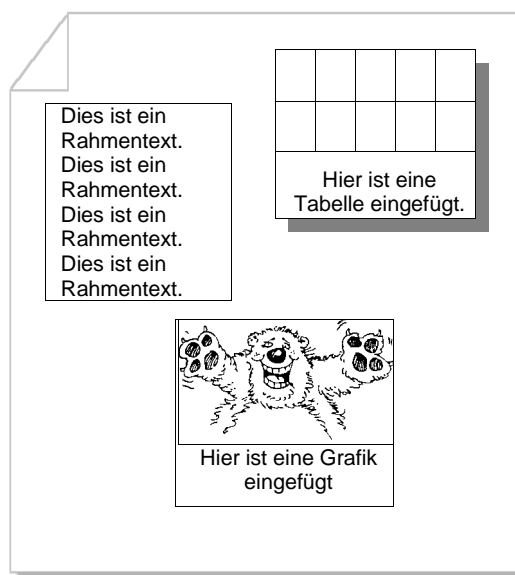 Dies ist ein
Rahmentext.
Dies ist ein
Rahmentext.
Dies ist ein
Rahmentext.
Dies ist ein
Rahmentext.
Hier ist eine
Tabelle eingefügt.
Hier ist eine Grafik
eingefügt